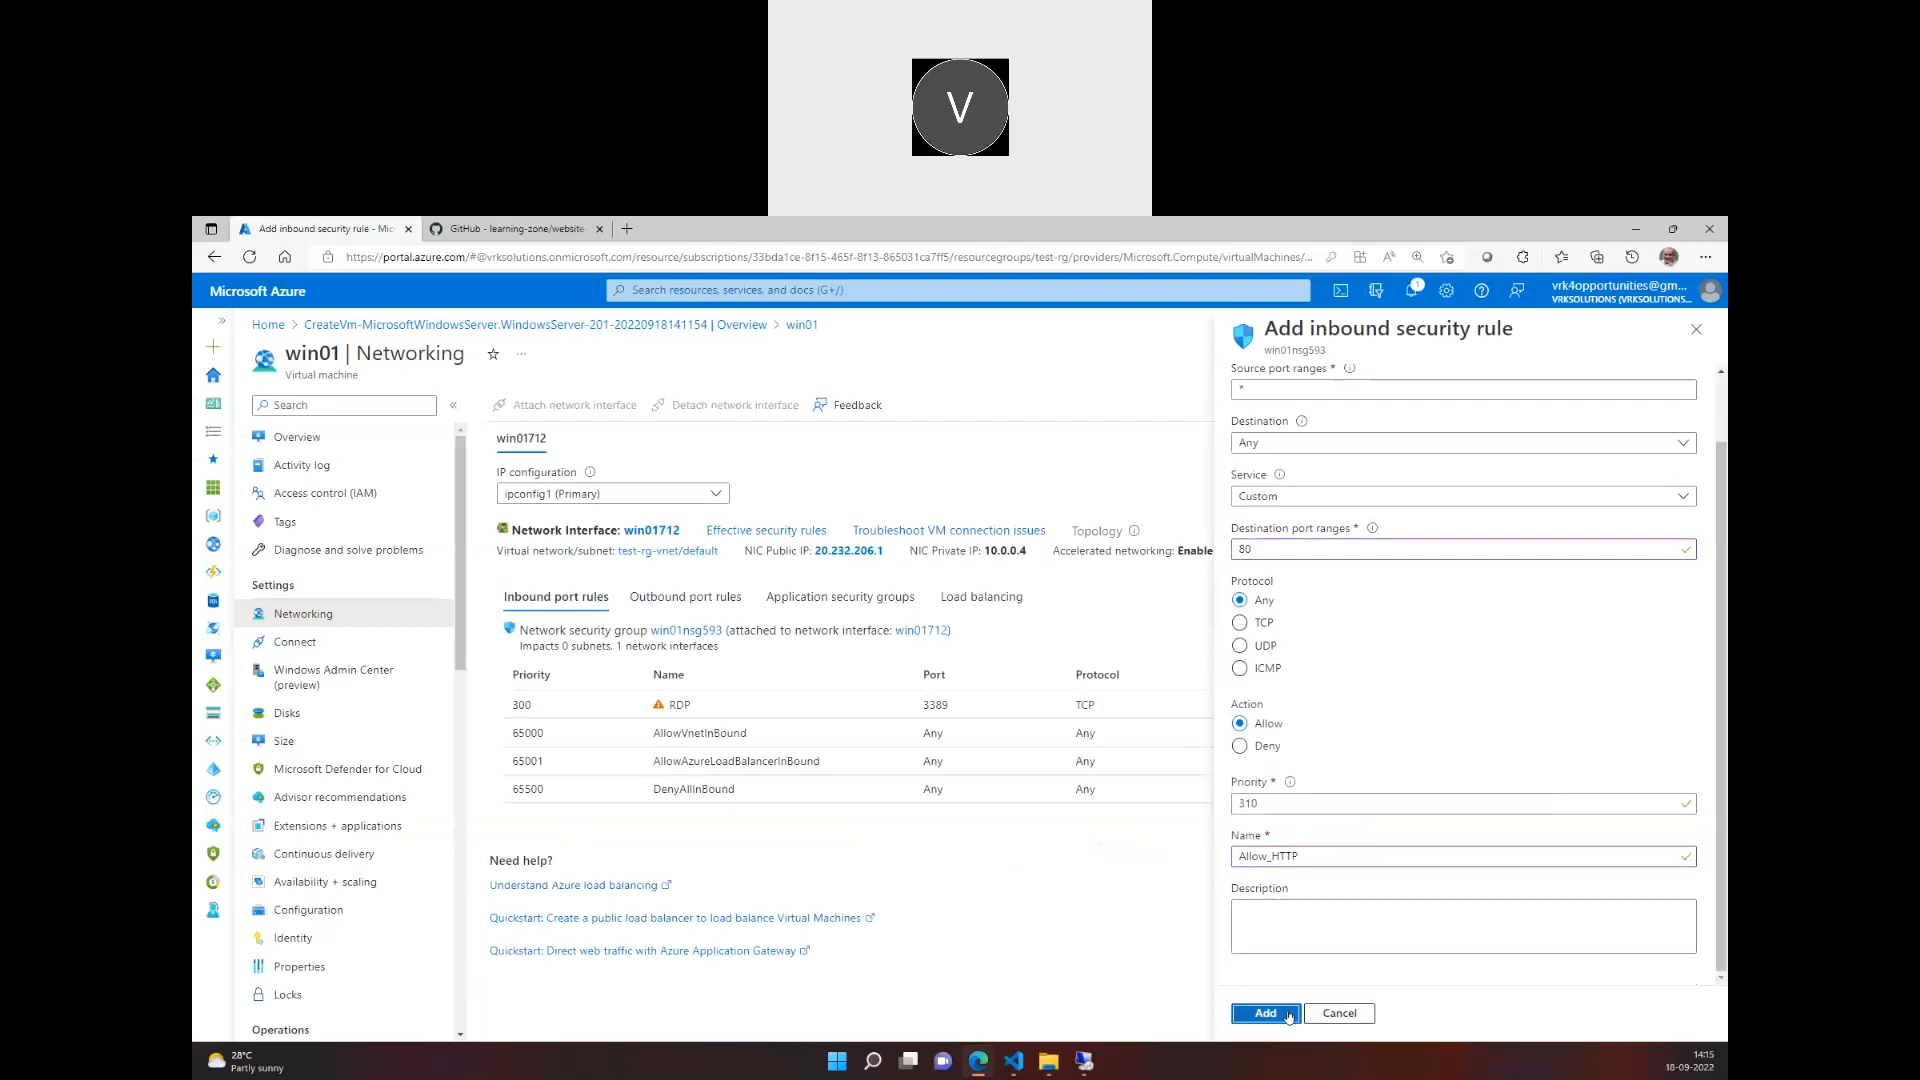 V
Add inbound security rule - Mic
GitHub - learning-zone/website
https://portal.azure.com/#@vrksolutions.onmicrosoft.com/resource/subscriptions/33bda1ce-8f15-465f-8f13-865031ca7ff5/resourcegroups/test-rg/providers/Microsoft.Compute/virtualMachines/...
Microsoft Azure
Search resources, services, and docs (G+/)
1
vrk4opportunities@gm...
VRKSOLUTIONS (VRKSOLUTIONS...
Home > CreateVm-MicrosoftWindowsServer.WindowsServer-201-20220918141154 | Overview > win01
win01 | Networking
Virtual machine
Search
Overview
Activity log
Access control (IAM)
Tags
Diagnose and solve problems
Settings
Networking
Connect
Windows Admin Center
(preview)
Disks
Size
Microsoft Defender for Cloud
Advisor recommendations
Extensions + applications
Continuous delivery
Availability + scaling
Configuration
Identity
Properties
Locks
Operations
Attach network interface
Detach network interface
Feedback
win01712
IP configuration
ipconfig1 (Primary)
Network Interface: win01712 Effective security rules Troubleshoot VM connection issues Topology
Virtual network/subnet: test-rg-vnet/default NIC Public IP: 20.232.206.1 NIC Private IP: 10.0.0.4 Accelerated networking: Enable
Inbound port rules Outbound port rules Application security groups Load balancing
Network security group win01nsg593 (attached to network interface: win01712)
Impacts 0 subnets, 1 network interfaces
Priority Name Port Protocol
300 RDP 3389 TCP
65000 AllowVnetInBound Any Any
65001 AllowAzureLoadBalancerInBound Any Any
65500 DenyAllInBound Any Any
Need help?
Understand Azure load balancing
Quickstart: Create a public load balancer to load balance Virtual Machines
Quickstart: Direct web traffic with Azure Application Gateway
Add inbound security rule
win01nsg593
Source port ranges *
*
Destination
Any
Service
Custom
Destination port ranges *
80
Protocol
Any
TCP
UDP
ICMP
Action
Allow
Deny
Priority *
310
Name *
Allow_HTTP
Description
Add
Cancel
28°C
Partly sunny
14:15
18-09-2022